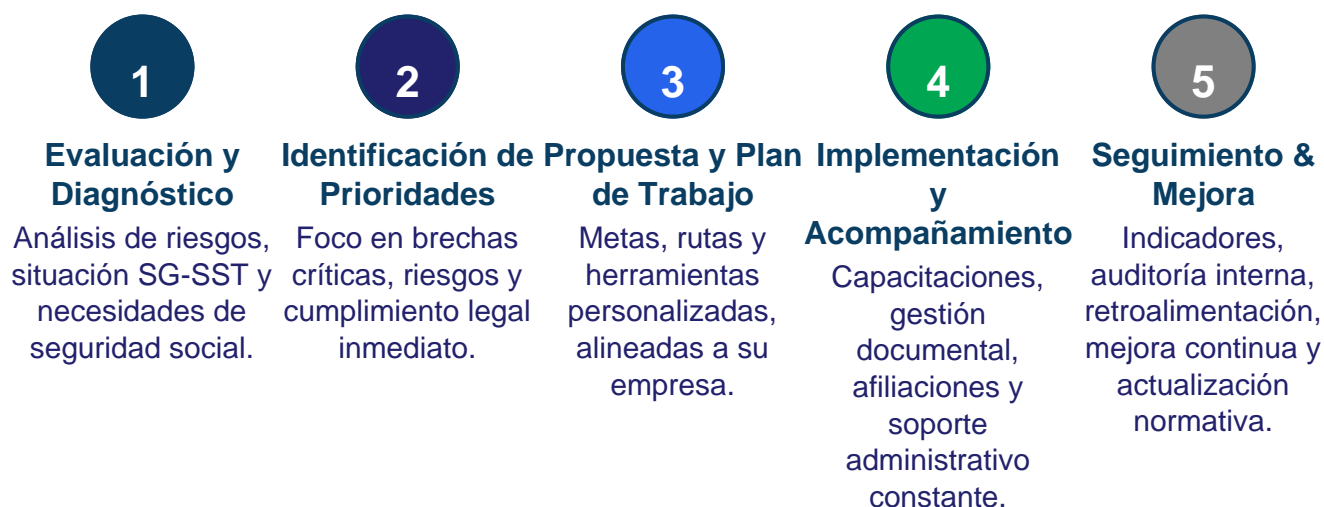 1
Evaluación y
Diagnóstico
Análisis de riesgos,
situación SG-SST y
necesidades de
seguridad social.
2
Identificación de
Prioridades
Foco en brechas
críticas, riesgos y
cumplimiento legal
inmediato.
3
Propuesta y Plan
de Trabajo
Metas, rutas y
herramientas
personalizadas,
alineadas a su
empresa.
4
Implementación
y
Acompañamiento
Capacitaciones,
gestión
documental,
afiliaciones y
soporte
administrativo
constante.
5
Seguimiento &
Mejora
Indicadores,
auditoría interna,
retroalimentación,
mejora continua y
actualización
normativa.